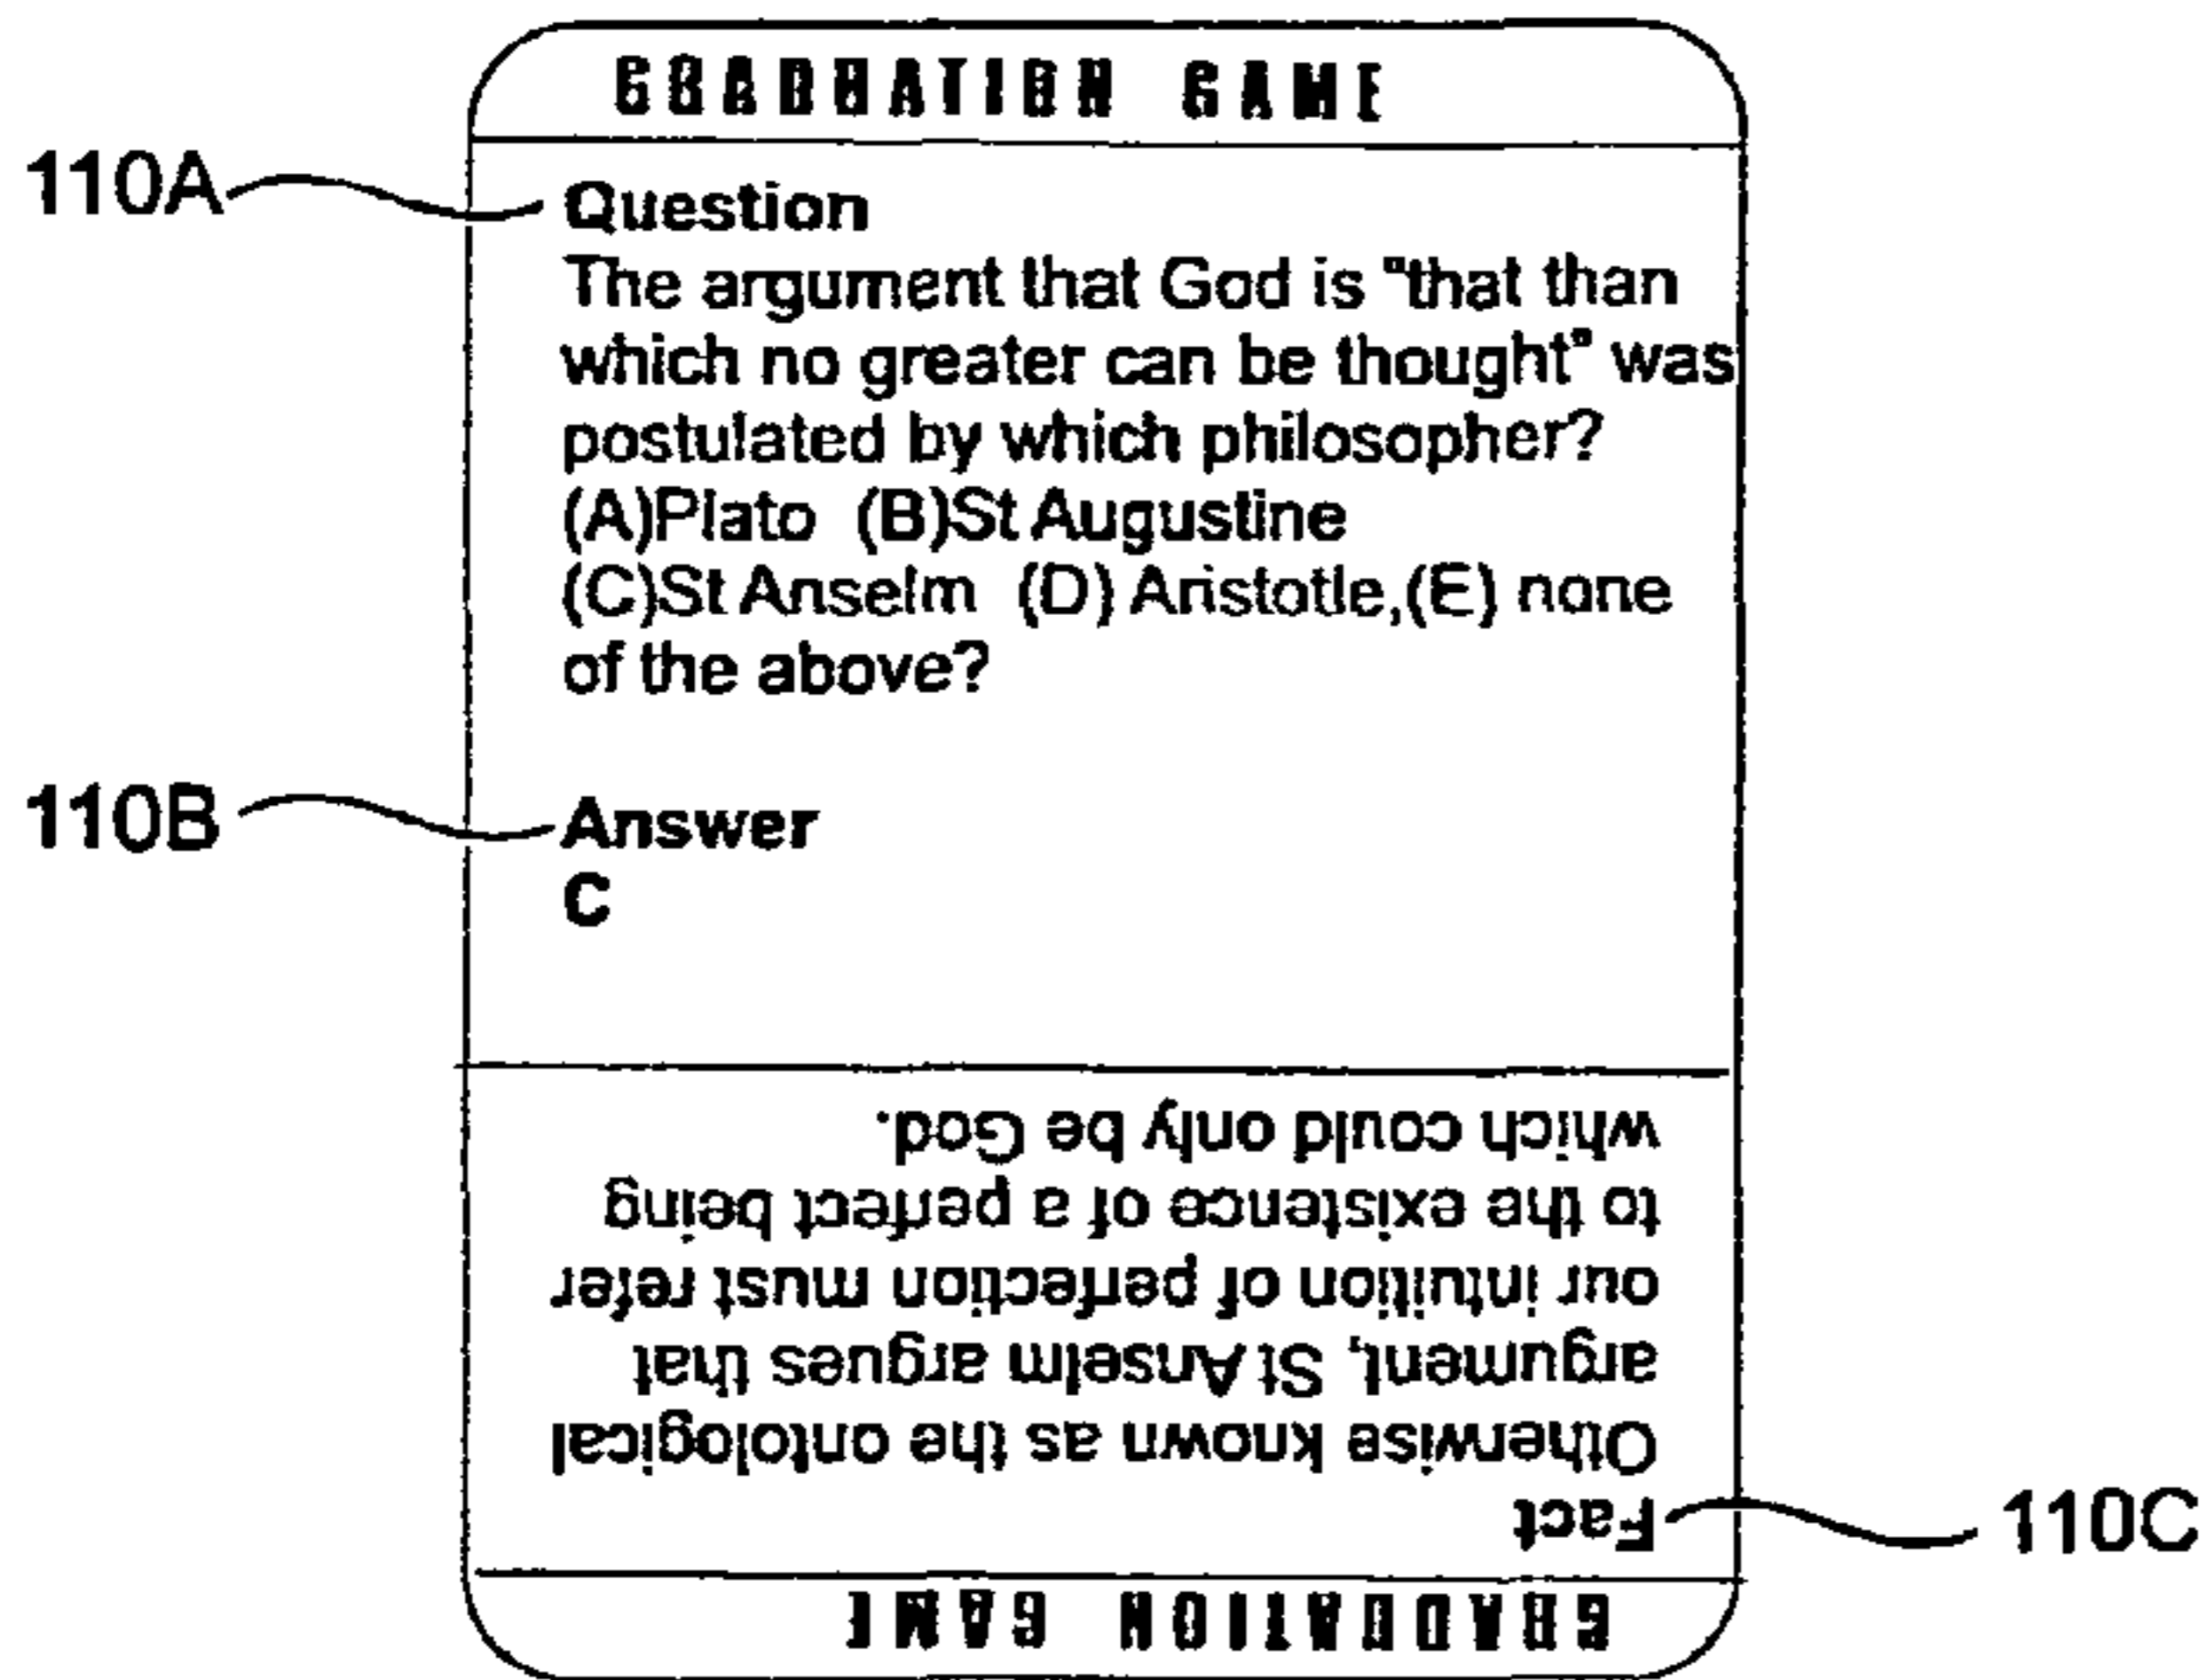 GRADUATION GAME
110A
Question
The argument that God is "that than
which no greater can be thought" was
postulated by which philosopher?
(A)Plato (B)St Augustine
(C)St Anselm (D) Aristotle,(E) none
of the above?
110B
Answer
C
GRADUATION GAME
Fact
110C
Otherwise known as the ontological
argument, St Anselm argues that
our intuition of perfection must refer
to the existence of a perfect being
which could only be God.